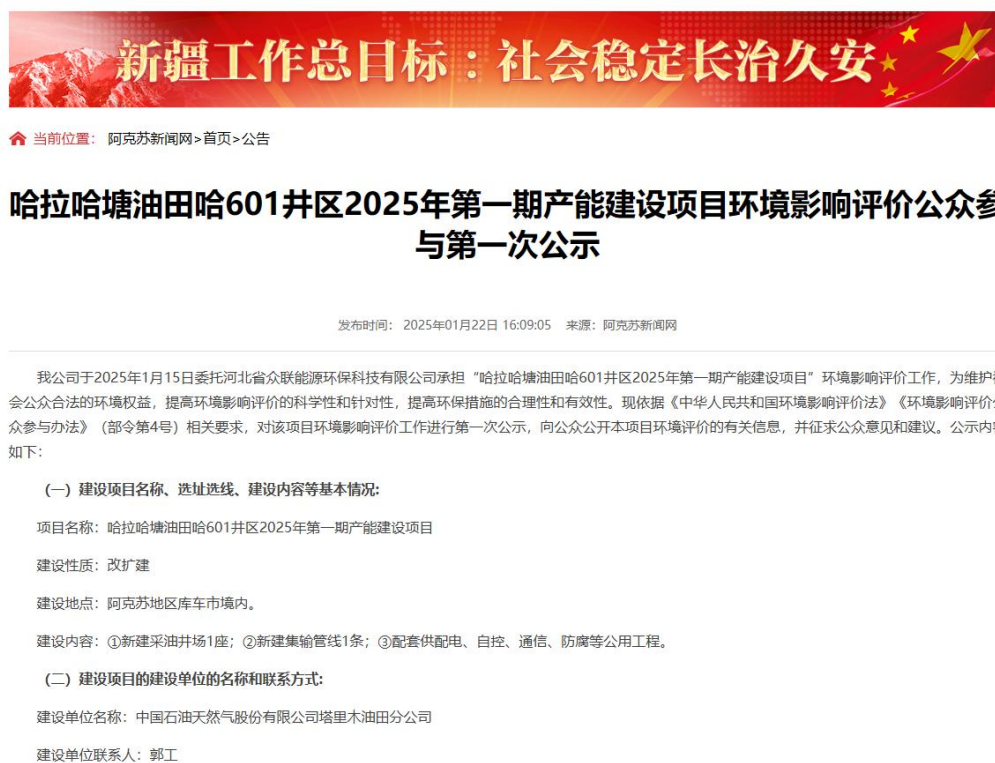 新疆工作总目标：社会稳定长治久安
当前位置： 阿克苏新闻网>首页>公告
哈拉哈塘油田哈601井区2025年第一期产能建设项目环境影响评价公众参
与第一次公示
发布时间： 2025年01月22日 16:09:05 来源：阿克苏新闻网
我公司于2025年1月15日委托河北省众联能源环保科技有限公司承担“哈拉哈塘油田哈601井区2025年第一期产能建设项目”环境影响评价工作，为维护
会公众合法的环境权益，提高环境影响评价的科学性和针对性，提高环保措施的合理性和有效性。现依据《中华人民共和国环境影响评价法》《环境影响评价
众参与办法》（部令第4号）相关要求，对该项目环境影响评价工作进行第一次公示，向公众公开本项目环境评价的有关信息，并征求公众意见和建议。公示内
如下：
（一）建设项目名称、选址选线、建设内容等基本情况:
项目名称：哈拉哈塘油田哈601井区2025年第一期产能建设项目
建设性质：改扩建
建设地点：阿克苏地区库车市境内。
建设内容：①新建采油井场1座；②新建集输管线1条；③配套供配电、自控、通信、防腐等公用工程。
（二）建设项目的建设单位的名称和联系方式:
建设单位名称：中国石油天然气股份有限公司塔里木油田分公司
建设单位联系人：郭工